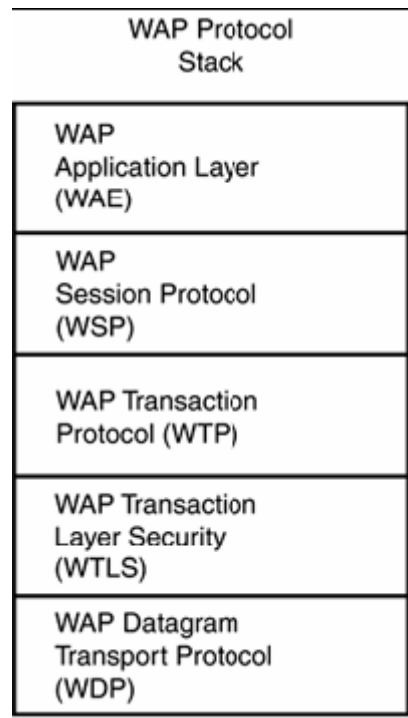 WAP Protocol
Stack
WAP
Application Layer
(WAE)
WAP
Session Protocol
(WSP)
WAP Transaction
Protocol (WTP)
WAP Transaction
Layer Security
(WTLS)
WAP Datagram
Transport Protocol
(WDP)